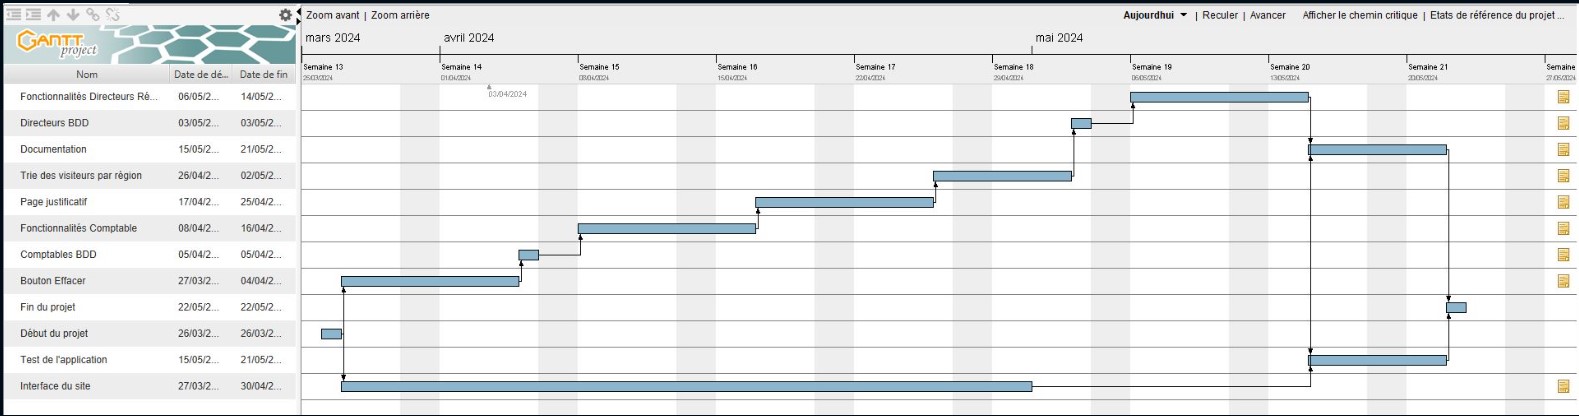 Zoom avant | Zoom arrière
Aujourd'hui | Reculer | Avancer Afficher le chemin critique | Etats de référence du projet ...
GANTT
project
mars 2024 avril 2024 mai 2024
Nom Date de dé... Date de fin
Semaine 13 Semaine 14 Semaine 15 Semaine 16 Semaine 17 Semaine 18 Semaine 19 Semaine 20 Semaine 21 Semaine
25/03/2024 01/04/2024 08/04/2024 15/04/2024 22/04/2024 29/04/2024 06/05/2024 13/05/2024 20/05/2024 27/05/2024
03/04/2024
Fonctionnalités Directeurs Ré... 06/05/2... 14/05/2...
Directeurs BDD 03/05/2... 03/05/2...
Documentation 15/05/2... 21/05/2...
Trie des visiteurs par règion 26/04/2... 02/05/2...
Page justificatif 17/04/2... 25/04/2...
Fonctionnalités Comptable 08/04/2... 16/04/2...
Comptables BDD 05/04/2... 05/04/2...
Bouton Effacer 27/03/2... 04/04/2...
Fin du projet 22/05/2... 22/05/2...
Début du projet 26/03/2... 26/03/2...
Test de l'application 15/05/2... 21/05/2...
Interface du site 27/03/2... 30/04/2...